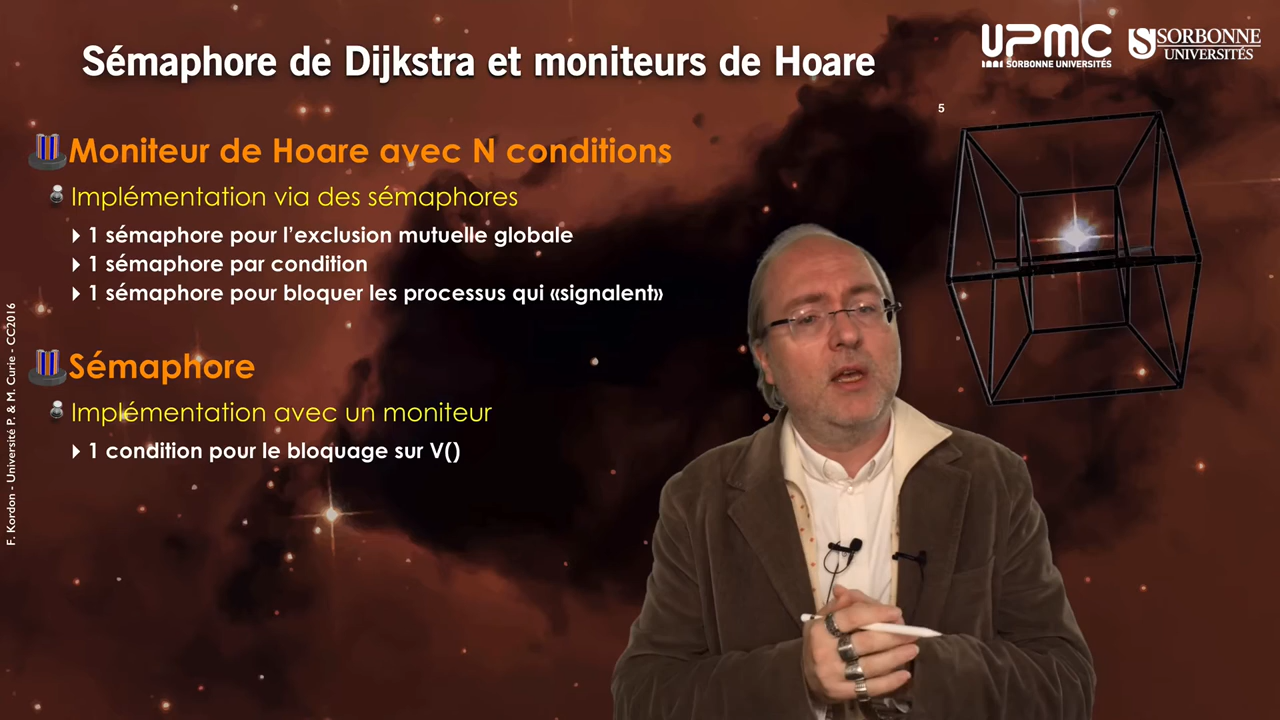 Sémaphore de Dijkstra et moniteurs de Hoare
UPMC
SORBONNE UNIVERSITÉS
S SORBONNE
UNIVERSITÉS
5
Moniteur de Hoare avec N conditions
Implémentation via des sémaphores
1 sémaphore pour l’exclusion mutuelle globale
1 sémaphore par condition
1 sémaphore pour bloquer les processus qui «signalent»
Sémaphore
Implémentation avec un moniteur
1 condition pour le bloquage sur V()
F. Kordon - Université P. & M. Curie - CC2016